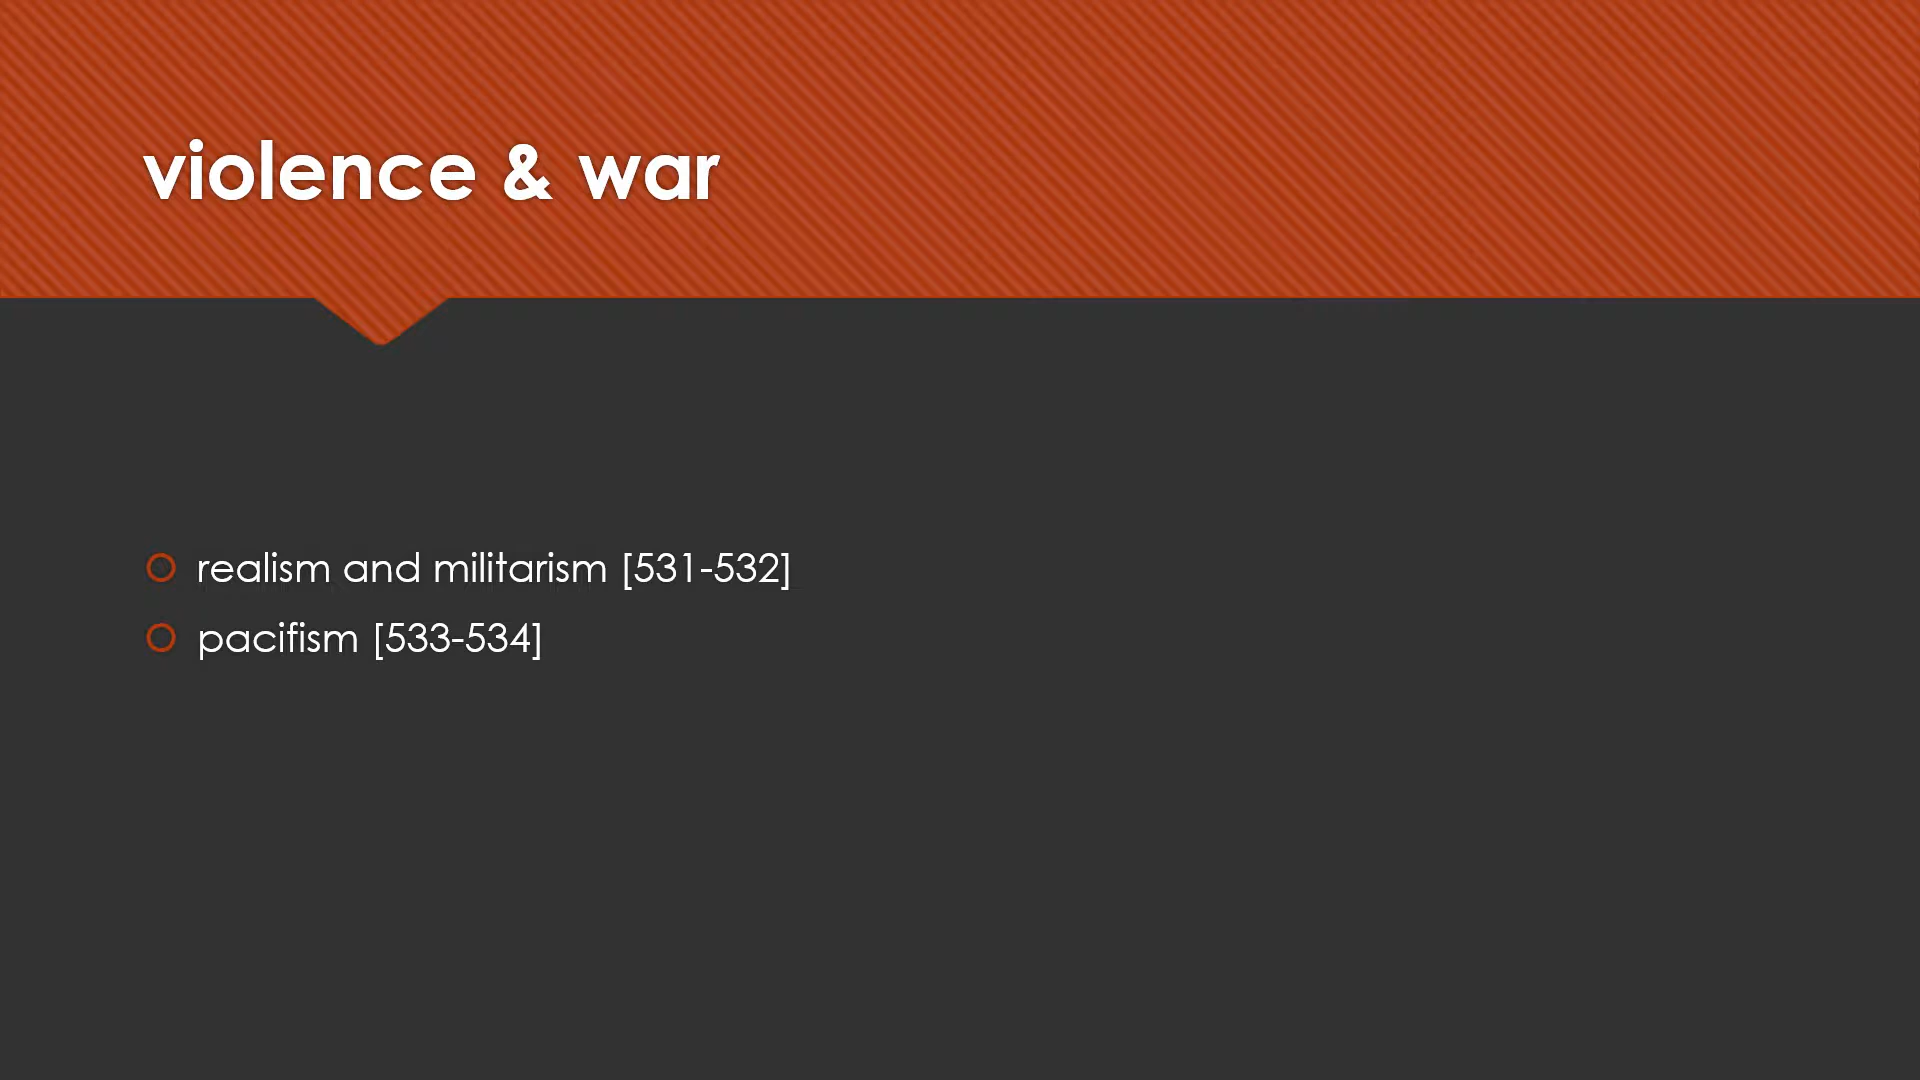 violence & war
realism and militarism [531-532]
pacifism [533-534]